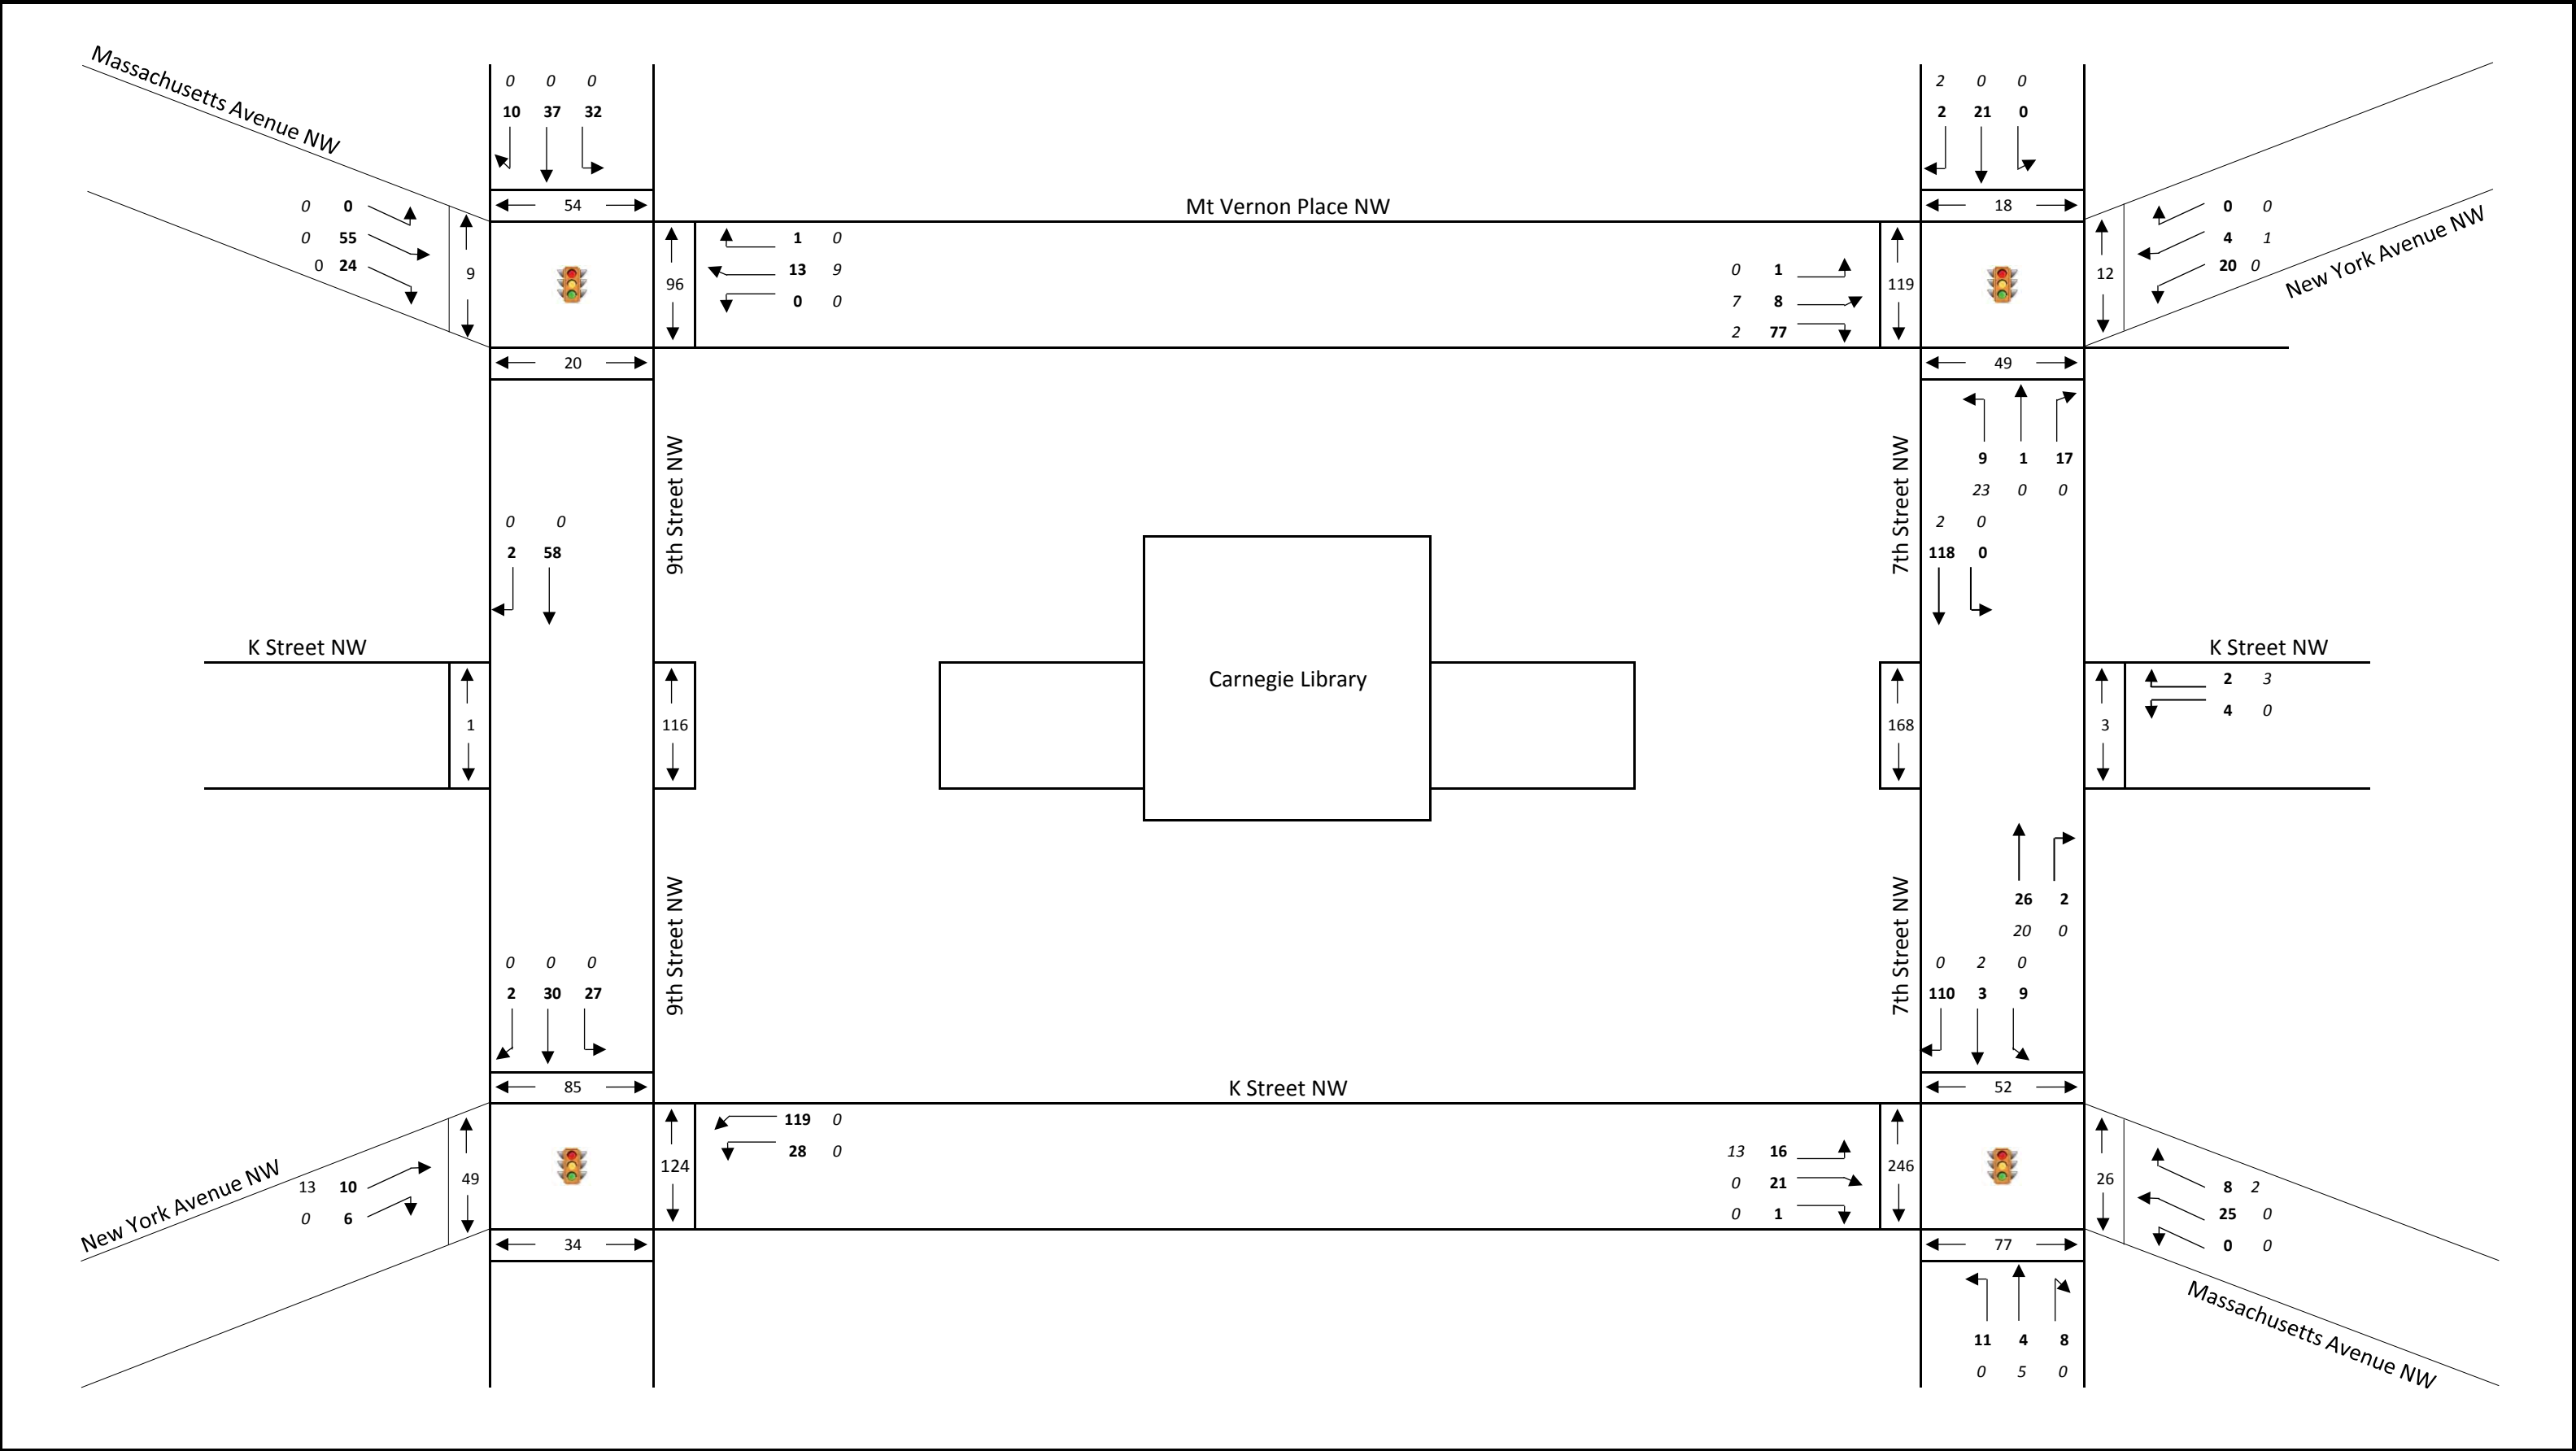 Massachusetts Avenue NW
0 0 0
10 37 32
2 0 0
2 21 0
54
Mt Vernon Place NW
18
0 0
0 55
0 24
9
96
1 0
13 9
0 0
0 1
7 8
2 77
119
12
0 0
4 1
20 0
New York Avenue NW
20
49
9th Street NW
7th Street NW
9 1 17
23 0 0
0 0
2 58
2 0
118 0
K Street NW
Carnegie Library
K Street NW
1
116
168
3
2 3
4 0
9th Street NW
7th Street NW
26 2
20 0
0 0 0
2 30 27
0 2 0
110 3 9
85
K Street NW
52
New York Avenue NW
13 10
0 6
49
124
119 0
28 0
13 16
0 21
0 1
246
26
8 2
25 0
0 0
34
77
Massachusetts Avenue NW
11 4 8
0 5 0